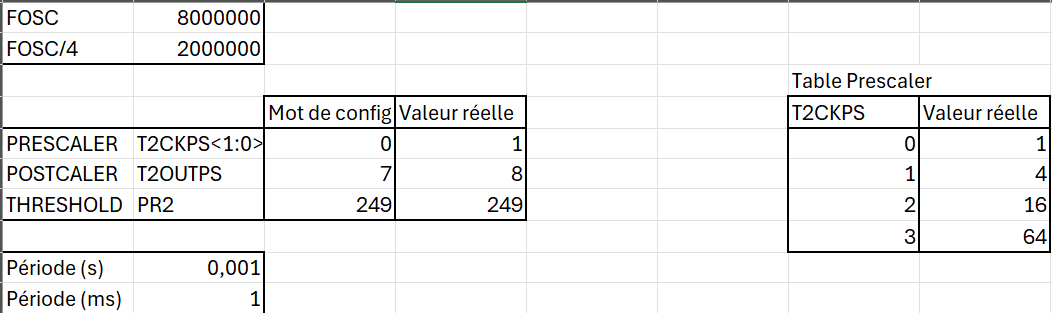 FOSC 8000000
FOSC/4 2000000
Table Prescaler
Mot de config Valeur réelle T2CKPS Valeur réelle
PRESCALER T2CKPS<1:0> 0 1 0 1
POSTCALER T2OUTPS 7 8 1 4
THRESHOLD PR2 249 249 2 16
3 64
Période (s) 0,001
Période (ms) 1